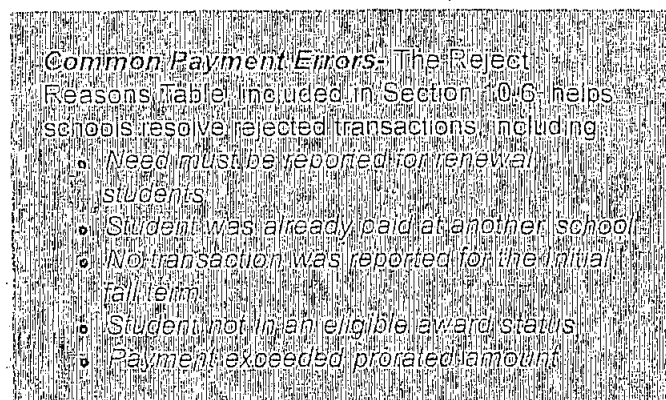 Common Payment Errors- The Reject
Reasons Table, included in Section 10-6, helps
schools resolve rejected transactions, including:
• Need must be reported for renewal
students
• Student was already paid at another school
• No transaction was reported for the initial
fall term
• Student not in an eligible award status
• Payment exceeded prorated amount